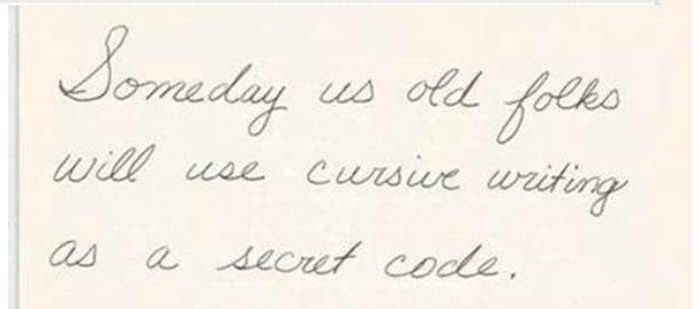 Someday us old folks
will use cursive writing
as a secret code.